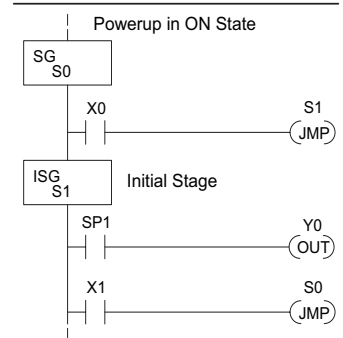 Powerup in ON State
SG
S0
X0
S1
JMP
ISG
S1
Initial Stage
SP1
Y0
OUT
X1
S0
JMP